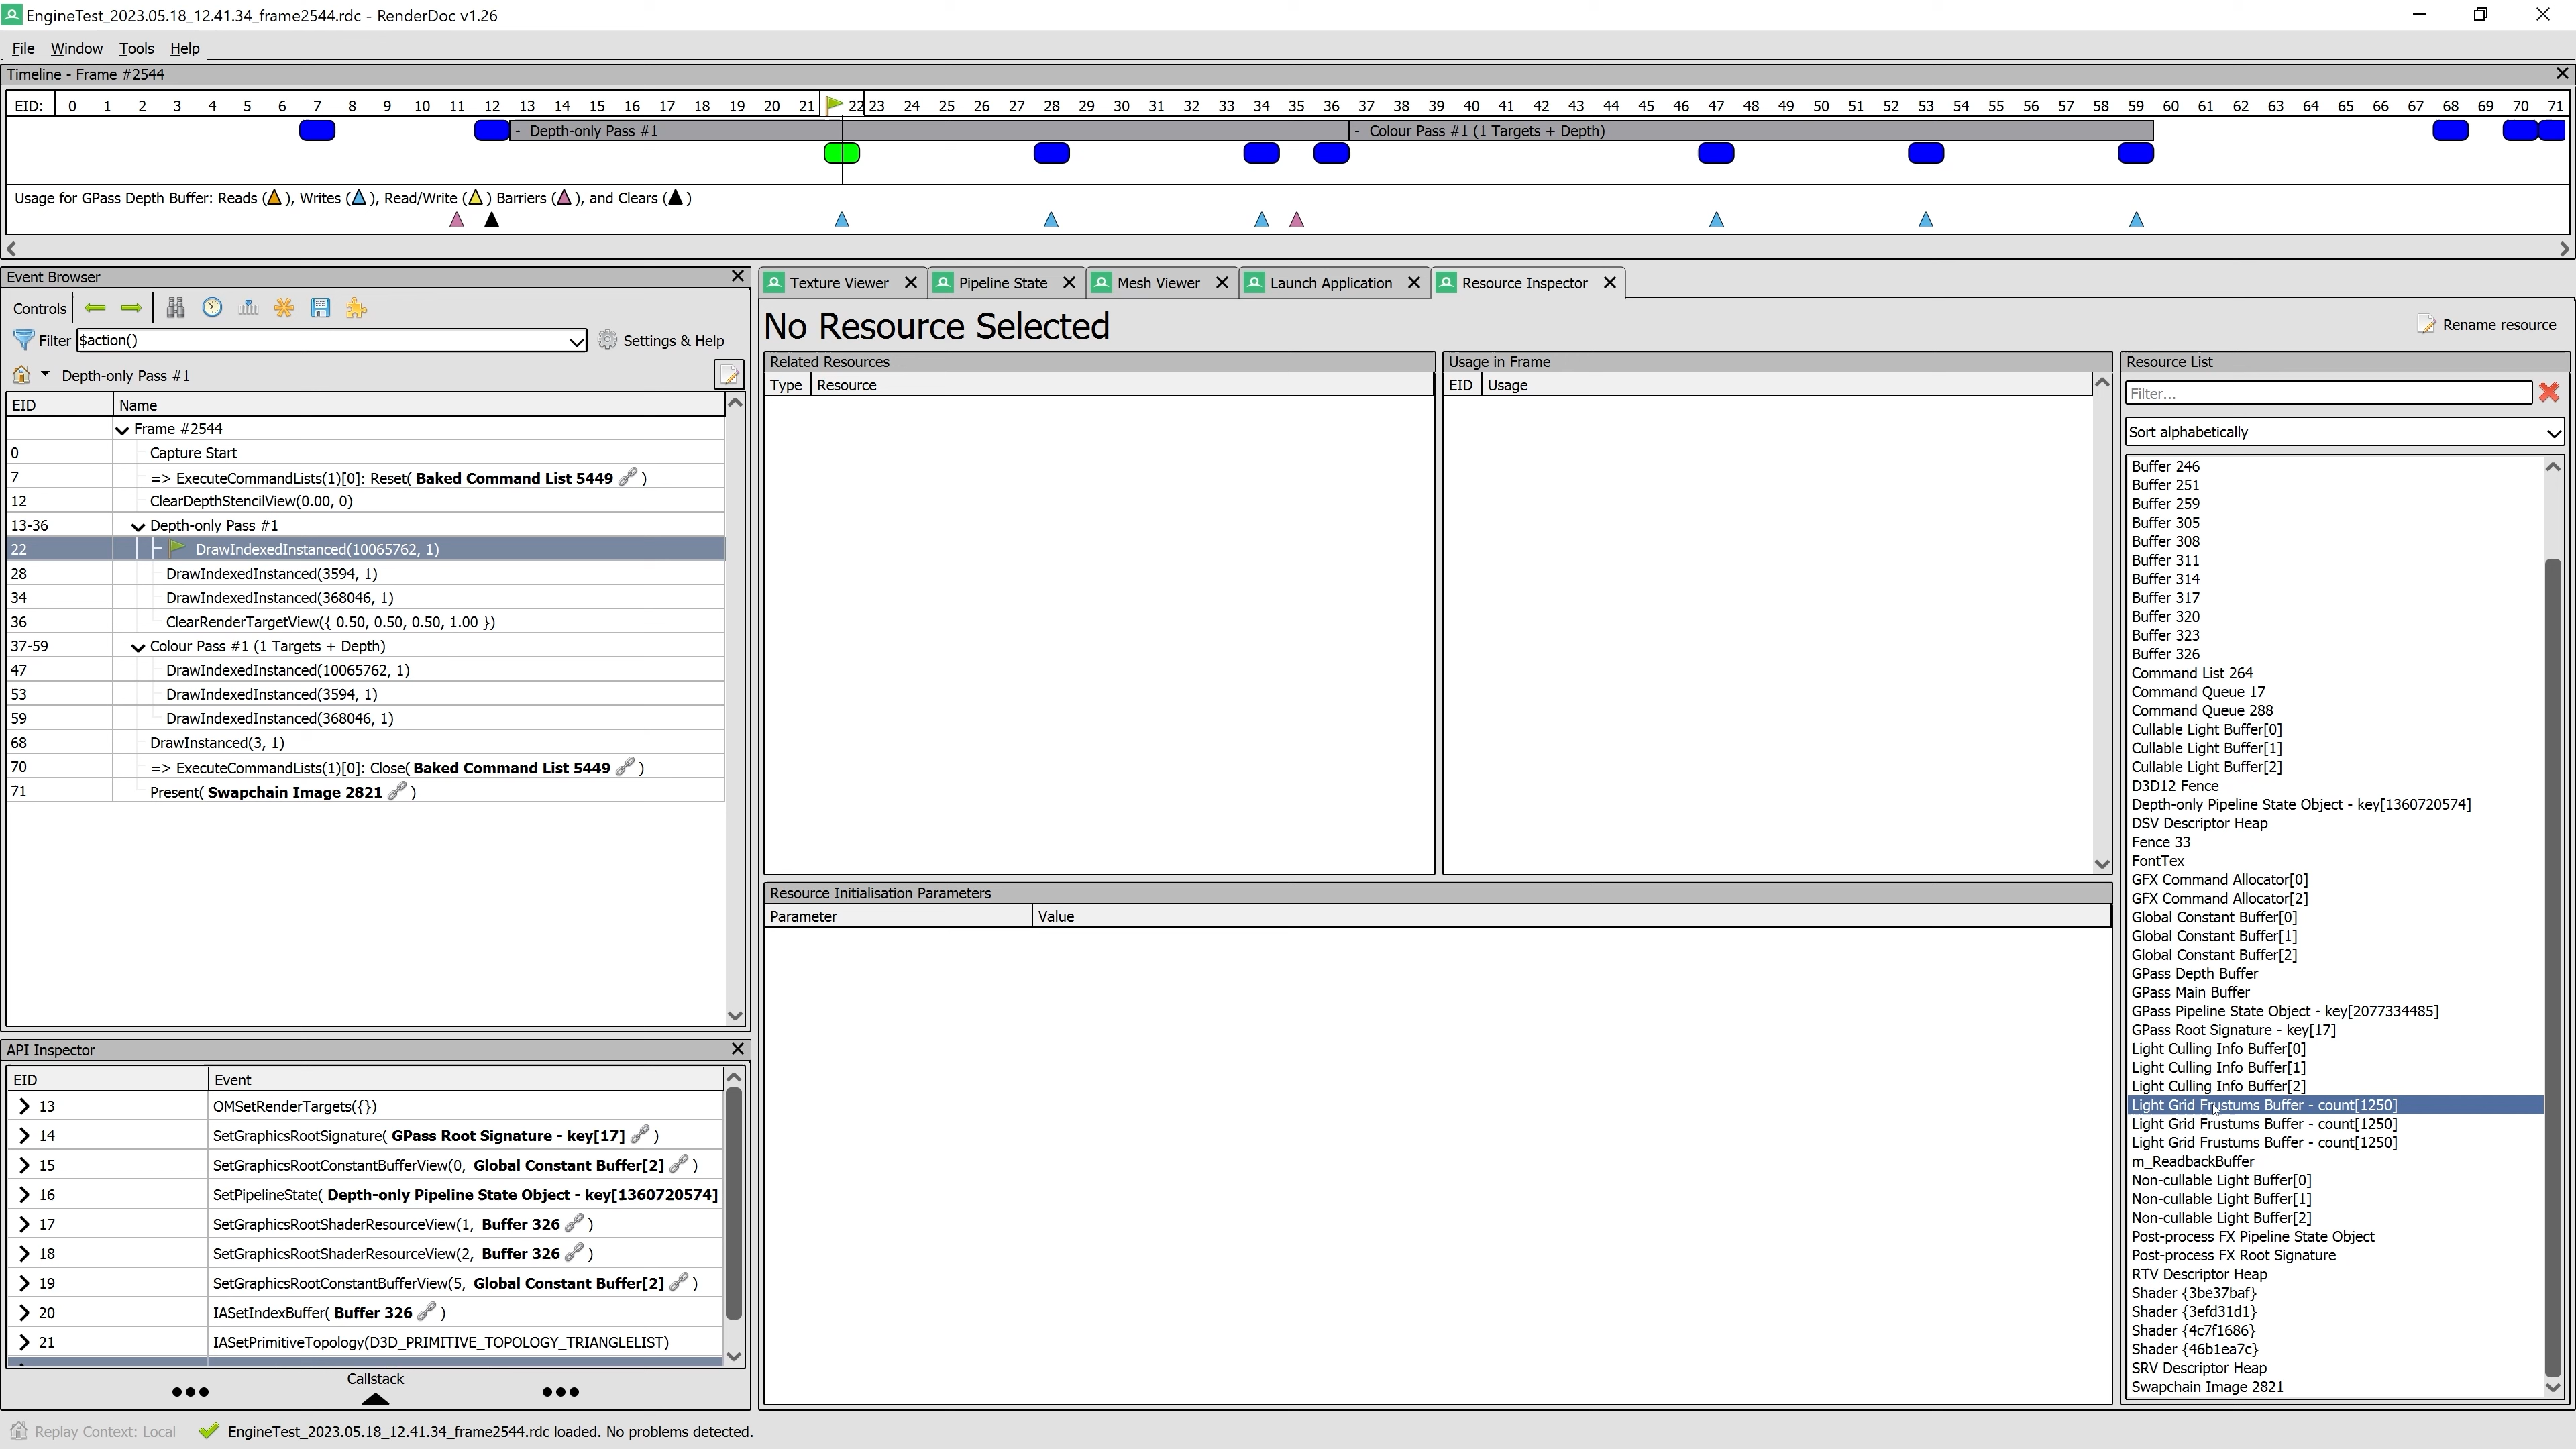 EngineTest_2023.05.18_12.41.34_frame2544.rdc - RenderDoc v1.26
File Window Tools Help
Timeline - Frame #2544
EID: 0 1 2 3 4 5 6 7 8 9 10 11 12 13 14 15 16 17 18 19 20 21 22 23 24 25 26 27 28 29 30 31 32 33 34 35 36 37 38 39 40 41 42 43 44 45 46 47 48 49 50 51 52 53 54 55 56 57 58 59 60 61 62 63 64 65 66 67 68 69 70 71
- Depth-only Pass #1 - Colour Pass #1 (1 Targets + Depth)
Usage for GPass Depth Buffer: Reads ( ), Writes ( ), Read/Write ( ) Barriers ( ), and Clears ( )
Event Browser
Controls
Filter $action() Settings & Help
Depth-only Pass #1
EID Name
Frame #2544
0 Capture Start
7 => ExecuteCommandLists(1)[0]: Reset( Baked Command List 5449 )
12 ClearDepthStencilView(0.00, 0)
13-36 Depth-only Pass #1
22 DrawIndexedInstanced(10065762, 1)
28 DrawIndexedInstanced(3594, 1)
34 DrawIndexedInstanced(368046, 1)
36 ClearRenderTargetView({ 0.50, 0.50, 0.50, 1.00 })
37-59 Colour Pass #1 (1 Targets + Depth)
47 DrawIndexedInstanced(10065762, 1)
53 DrawIndexedInstanced(3594, 1)
59 DrawIndexedInstanced(368046, 1)
68 DrawInstanced(3, 1)
70 => ExecuteCommandLists(1)[0]: Close( Baked Command List 5449 )
71 Present( Swapchain Image 2821 )
API Inspector
EID Event
13 OMSetRenderTargets({})
14 SetGraphicsRootSignature( GPass Root Signature - key[17] )
15 SetGraphicsRootConstantBufferView(0, Global Constant Buffer[2] )
16 SetPipelineState( Depth-only Pipeline State Object - key[1360720574]
17 SetGraphicsRootShaderResourceView(1, Buffer 326 )
18 SetGraphicsRootShaderResourceView(2, Buffer 326 )
19 SetGraphicsRootConstantBufferView(5, Global Constant Buffer[2] )
20 IASetIndexBuffer( Buffer 326 )
21 IASetPrimitiveTopology(D3D_PRIMITIVE_TOPOLOGY_TRIANGLELIST)
Callstack
Texture Viewer Pipeline State Mesh Viewer Launch Application Resource Inspector
No Resource Selected
Rename resource
Related Resources
Type Resource
Usage in Frame
EID Usage
Resource Initialisation Parameters
Parameter Value
Resource List
Filter...
Sort alphabetically
Buffer 246
Buffer 251
Buffer 259
Buffer 305
Buffer 308
Buffer 311
Buffer 314
Buffer 317
Buffer 320
Buffer 323
Buffer 326
Command List 264
Command Queue 17
Command Queue 288
Cullable Light Buffer[0]
Cullable Light Buffer[1]
Cullable Light Buffer[2]
D3D12 Fence
Depth-only Pipeline State Object - key[1360720574]
DSV Descriptor Heap
Fence 33
FontTex
GFX Command Allocator[0]
GFX Command Allocator[2]
Global Constant Buffer[0]
Global Constant Buffer[1]
Global Constant Buffer[2]
GPass Depth Buffer
GPass Main Buffer
GPass Pipeline State Object - key[2077334485]
GPass Root Signature - key[17]
Light Culling Info Buffer[0]
Light Culling Info Buffer[1]
Light Culling Info Buffer[2]
Light Grid Frustums Buffer - count[1250]
Light Grid Frustums Buffer - count[1250]
Light Grid Frustums Buffer - count[1250]
m_ReadbackBuffer
Non-cullable Light Buffer[0]
Non-cullable Light Buffer[1]
Non-cullable Light Buffer[2]
Post-process FX Pipeline State Object
Post-process FX Root Signature
RTV Descriptor Heap
Shader {3be37baf}
Shader {3efd31d1}
Shader {4c7f1686}
Shader {46b1ea7c}
SRV Descriptor Heap
Swapchain Image 2821
Replay Context: Local EngineTest_2023.05.18_12.41.34_frame2544.rdc loaded. No problems detected.